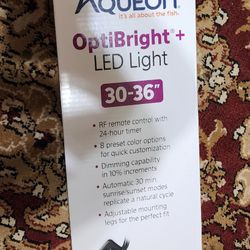 AQUEON
it's all about the fish.
OptiBright®+
LED Light
30-36"
• RF remote control with
24-hour timer
• 8 preset color options for
quick customization
• Dimming capability
in 10% increments
• Automatic 30 min.
sunrise/sunset modes
replicate a natural cycle
• Adjustable mounting
legs for the perfect fit